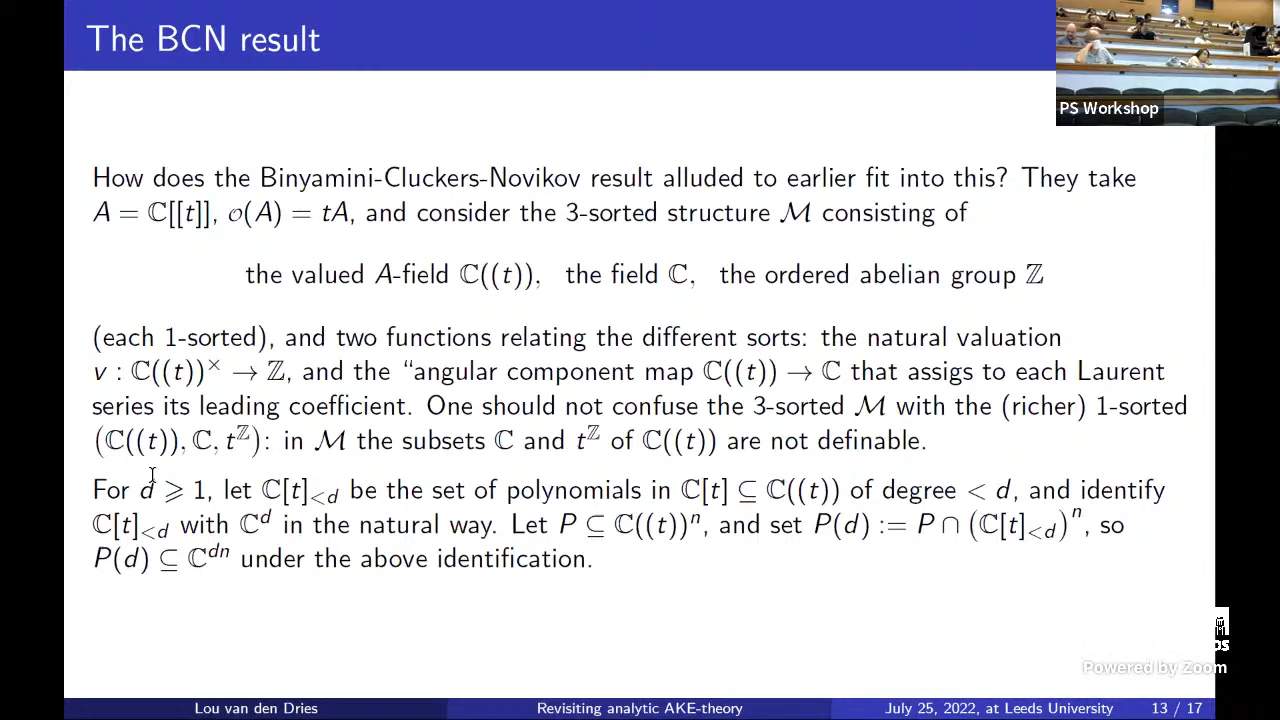 The BCN result
PS Workshop
How does the Binyamini-Cluckers-Novikov result alluded to earlier fit into this? They take
A = ℂ[[t]], 𝒪(A) = tA, and consider the 3-sorted structure ℳ consisting of
the valued A-field ℂ((t)), the field ℂ, the ordered abelian group ℤ
(each 1-sorted), and two functions relating the different sorts: the natural valuation
v : ℂ((t))^× → ℤ, and the “angular component map ℂ((t)) → ℂ that assigs to each Laurent
series its leading coefficient. One should not confuse the 3-sorted ℳ with the (richer) 1-sorted
(ℂ((t)), ℂ, t^ℤ): in ℳ the subsets ℂ and t^ℤ of ℂ((t)) are not definable.
For d ⩾ 1, let ℂ[t]_{<d} be the set of polynomials in ℂ[t] ⊆ ℂ((t)) of degree < d, and identify
ℂ[t]_{<d} with ℂ^d in the natural way. Let P ⊆ ℂ((t))^n, and set P(d) := P ∩ (ℂ[t]_{<d})^n, so
P(d) ⊆ ℂ^{dn} under the above identification.
Powered by Zoom
Lou van den Dries Revisiting analytic AKE-theory July 25, 2022, at Leeds University 13 / 17